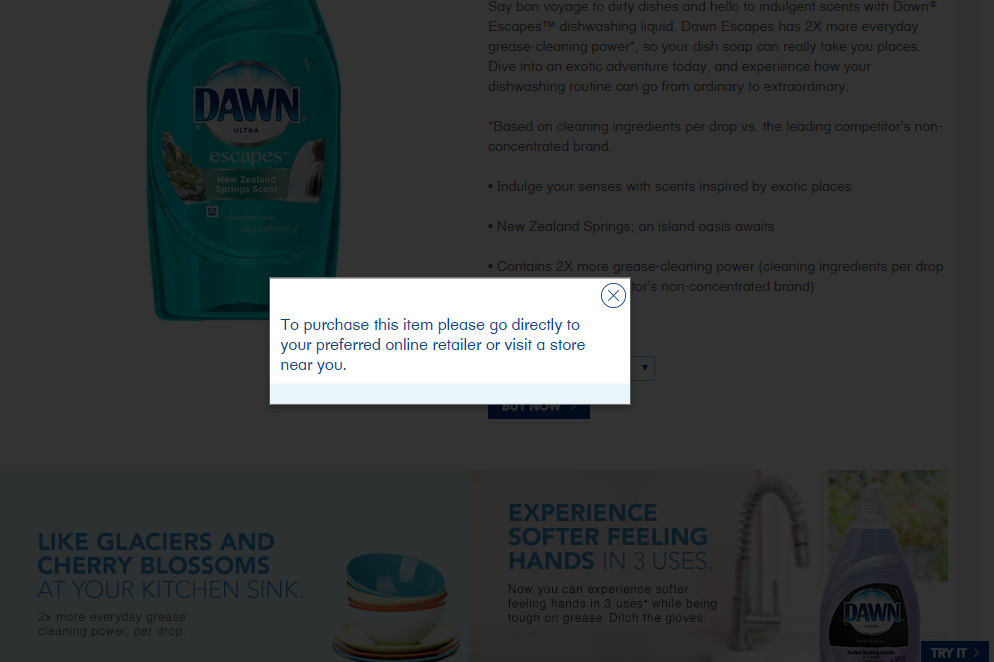 Say bon voyage to dirty dishes and hello to indulgent scents with Dawn®
Escapes™ dishwashing liquid. Dawn Escapes has 2X more everyday
grease-cleaning power*, so your dish soap can really take you places.
Dive into an exotic adventure today, and experience how your
dishwashing routine can go from ordinary to extraordinary.
*Based on cleaning ingredients per drop vs. the leading competitor's non-
concentrated brand.
• Indulge your senses with scents inspired by exotic places
• New Zealand Springs; an island oasis awaits
• Contains 2X more grease-cleaning power (cleaning ingredients per drop
tor's non-concentrated brand)
DAWN
ULTRA
escapes™
New Zealand
Springs Scent
To purchase this item please go directly to
your preferred online retailer or visit a store
near you.
BUY NOW
LIKE GLACIERS AND
CHERRY BLOSSOMS
AT YOUR KITCHEN SINK.
2x more everyday grease
cleaning power, per drop.
EXPERIENCE
SOFTER FEELING
HANDS IN 3 USES.
Now you can experience softer
feeling hands in 3 uses* while being
tough on grease. Ditch the gloves.
DAWN
ULTRA
TRY IT